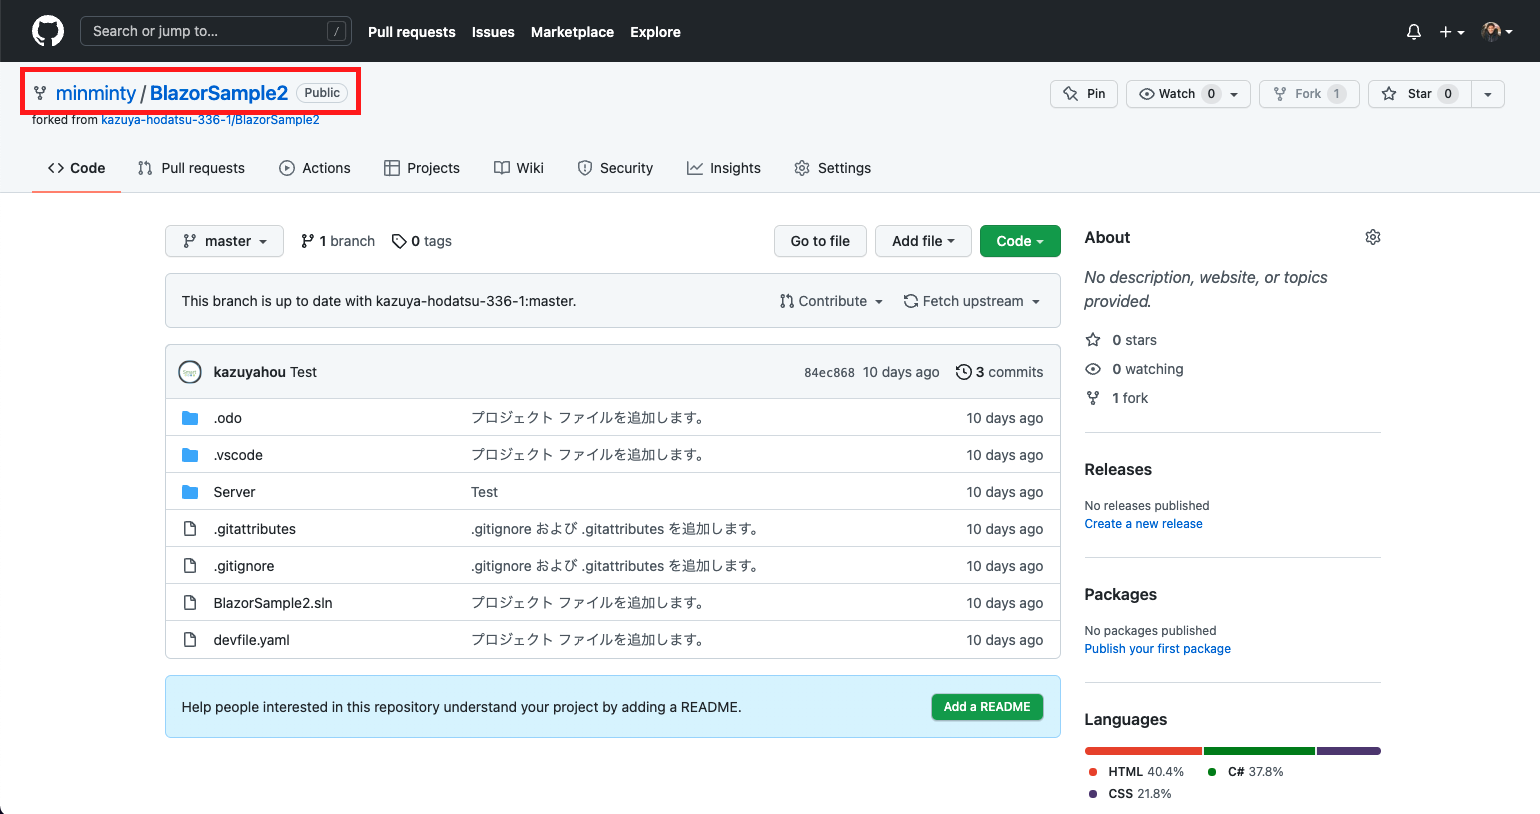 Search or jump to... / Pull requests Issues Marketplace Explore
minminty / BlazorSample2 Public Pin Watch 0 Fork 1 Star 0
forked from kazuya-hodatsu-336-1/BlazorSample2
Code Pull requests Actions Projects Wiki Security Insights Settings
master 1 branch 0 tags Go to file Add file Code
This branch is up to date with kazuya-hodatsu-336-1:master. Contribute Fetch upstream
kazuyahou Test 84ec868 10 days ago 3 commits
.odo プロジェクト ファイルを追加します。 10 days ago
.vscode プロジェクト ファイルを追加します。 10 days ago
Server Test 10 days ago
.gitattributes .gitignore および .gitattributes を追加します。 10 days ago
.gitignore .gitignore および .gitattributes を追加します。 10 days ago
BlazorSample2.sln プロジェクト ファイルを追加します。 10 days ago
devfile.yaml プロジェクト ファイルを追加します。 10 days ago
Help people interested in this repository understand your project by adding a README. Add a README
About
No description, website, or topics
provided.
0 stars
0 watching
1 fork
Releases
No releases published
Create a new release
Packages
No packages published
Publish your first package
Languages
HTML 40.4% C# 37.8%
CSS 21.8%